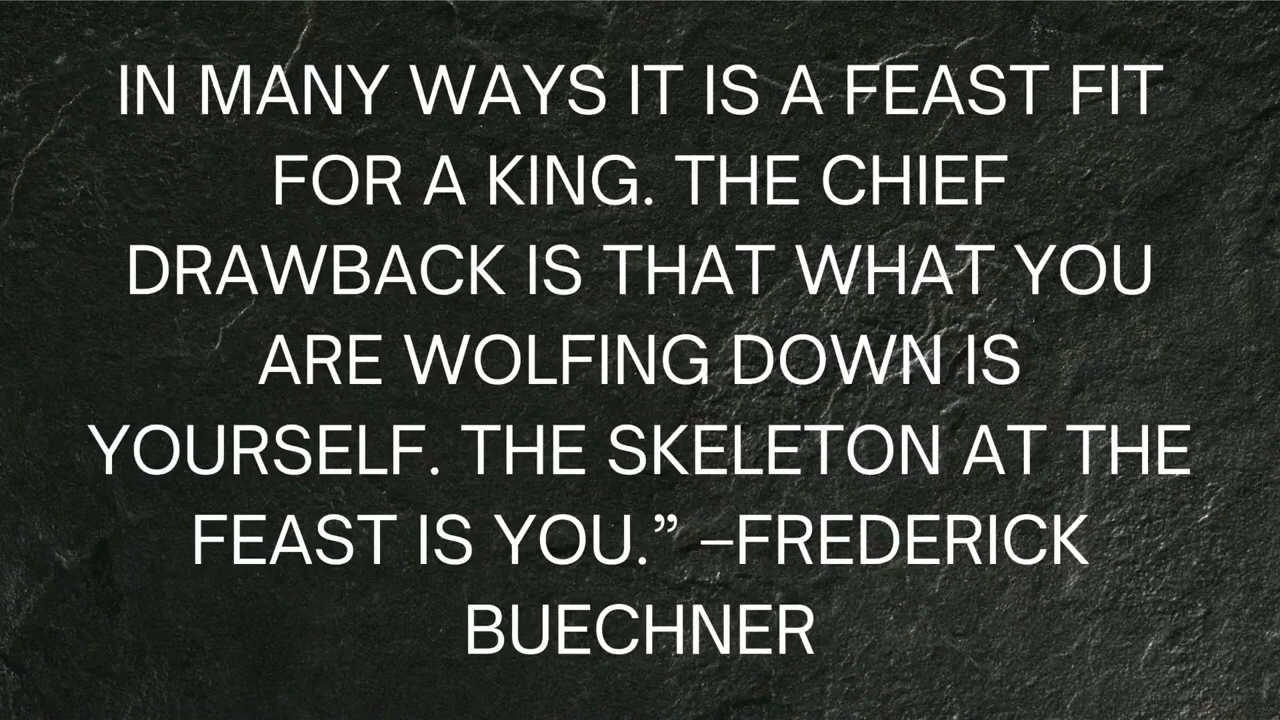 IN MANY WAYS IT IS A FEAST FIT
FOR A KING. THE CHIEF
DRAWBACK IS THAT WHAT YOU
ARE WOLFING DOWN IS
YOURSELF. THE SKELETON AT THE
FEAST IS YOU.” –FREDERICK
BUECHNER